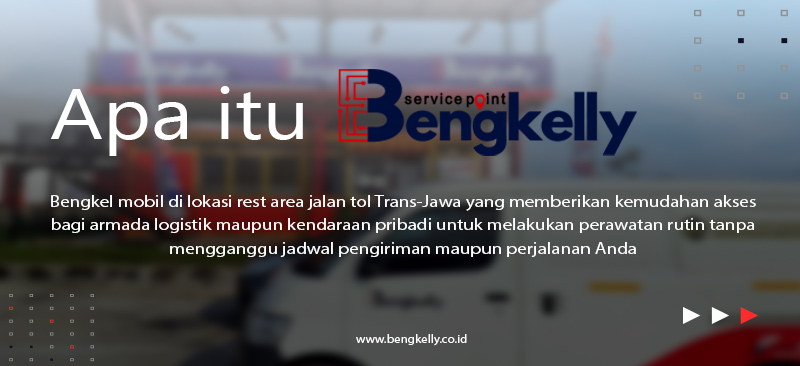 Apa itu
service point
Bengkelly
Bengkel mobil di lokasi rest area jalan tol Trans-Jawa yang memberikan kemudahan akses
bagi armada logistik maupun kendaraan pribadi untuk melakukan perawatan rutin tanpa
mengganggu jadwal pengiriman maupun perjalanan Anda
www.bengkelly.co.id